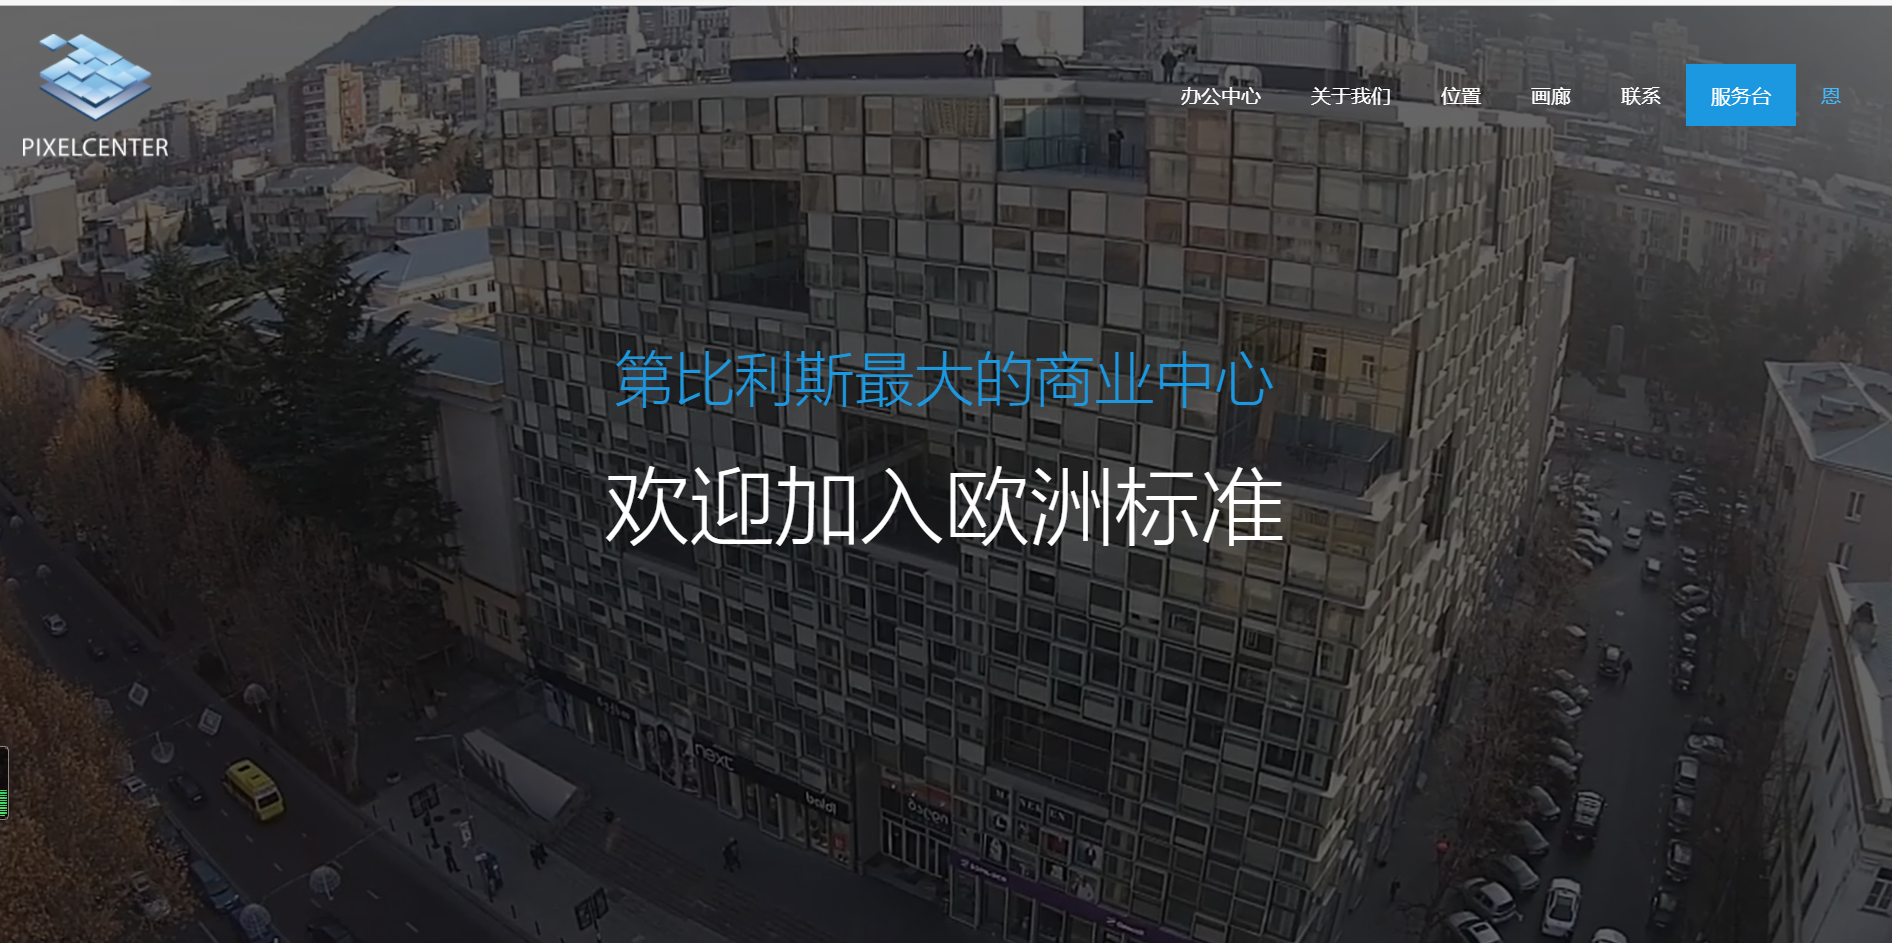 PIXELCENTER
办公中心 关于我们 位置 画廊 联系 服务台 恩
第比利斯最大的商业中心
欢迎加入欧洲标准
next
baldi